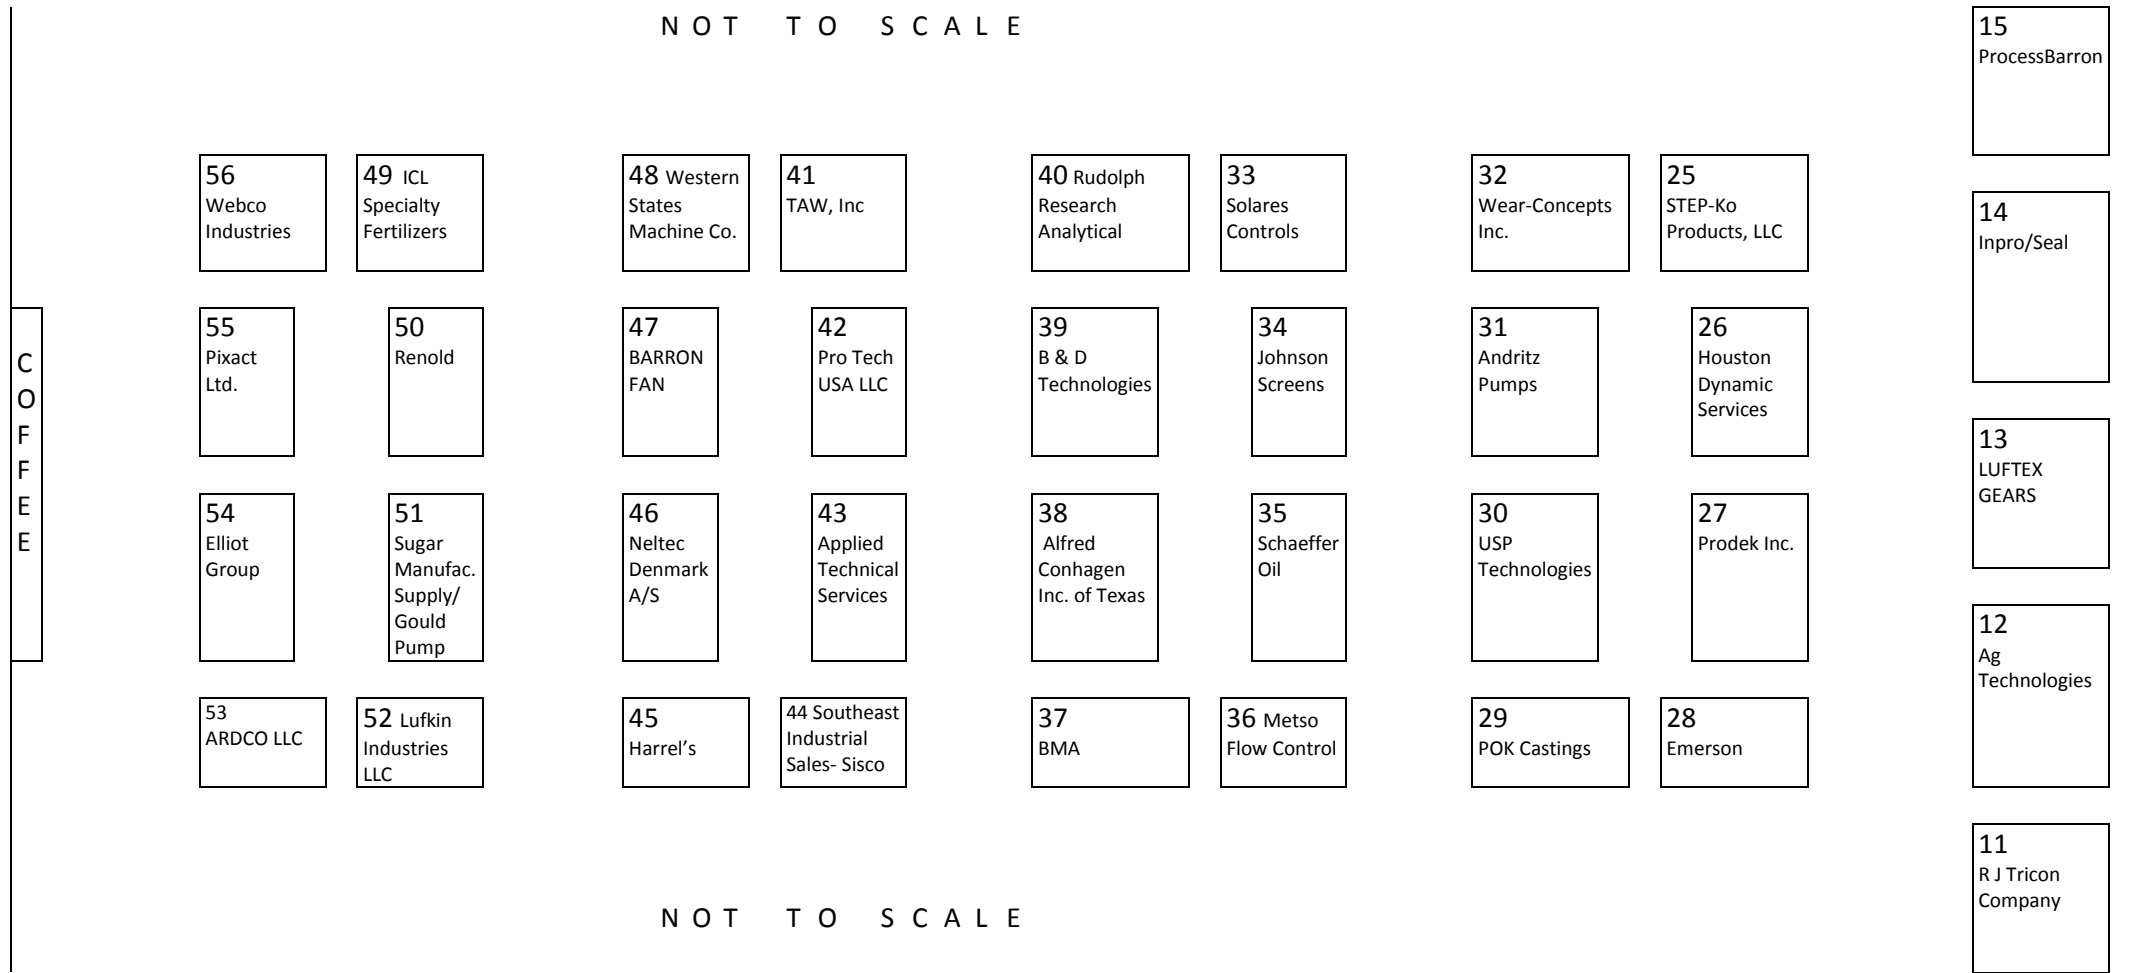 N O T T O S C A L E
15
ProcessBarron
56
Webco
Industries
49 ICL
Specialty
Fertilizers
48 Western
States
Machine Co.
41
TAW, Inc
40 Rudolph
Research
Analytical
33
Solares
Controls
32
Wear-Concepts
Inc.
25
STEP-Ko
Products, LLC
14
Inpro/Seal
C
O
F
F
E
E
55
Pixact
Ltd.
50
Renold
47
BARRON
FAN
42
Pro Tech
USA LLC
39
B & D
Technologies
34
Johnson
Screens
31
Andritz
Pumps
26
Houston
Dynamic
Services
13
LUFTEX
GEARS
54
Elliot
Group
51
Sugar
Manufac.
Supply/
Gould
Pump
46
Neltec
Denmark
A/S
43
Applied
Technical
Services
38
Alfred
Conhagen
Inc. of Texas
35
Schaeffer
Oil
30
USP
Technologies
27
Prodek Inc.
12
Ag
Technologies
53
ARDCO LLC
52 Lufkin
Industries
LLC
45
Harrel’s
44 Southeast
Industrial
Sales- Sisco
37
BMA
36 Metso
Flow Control
29
POK Castings
28
Emerson
11
R J Tricon
Company
N O T T O S C A L E